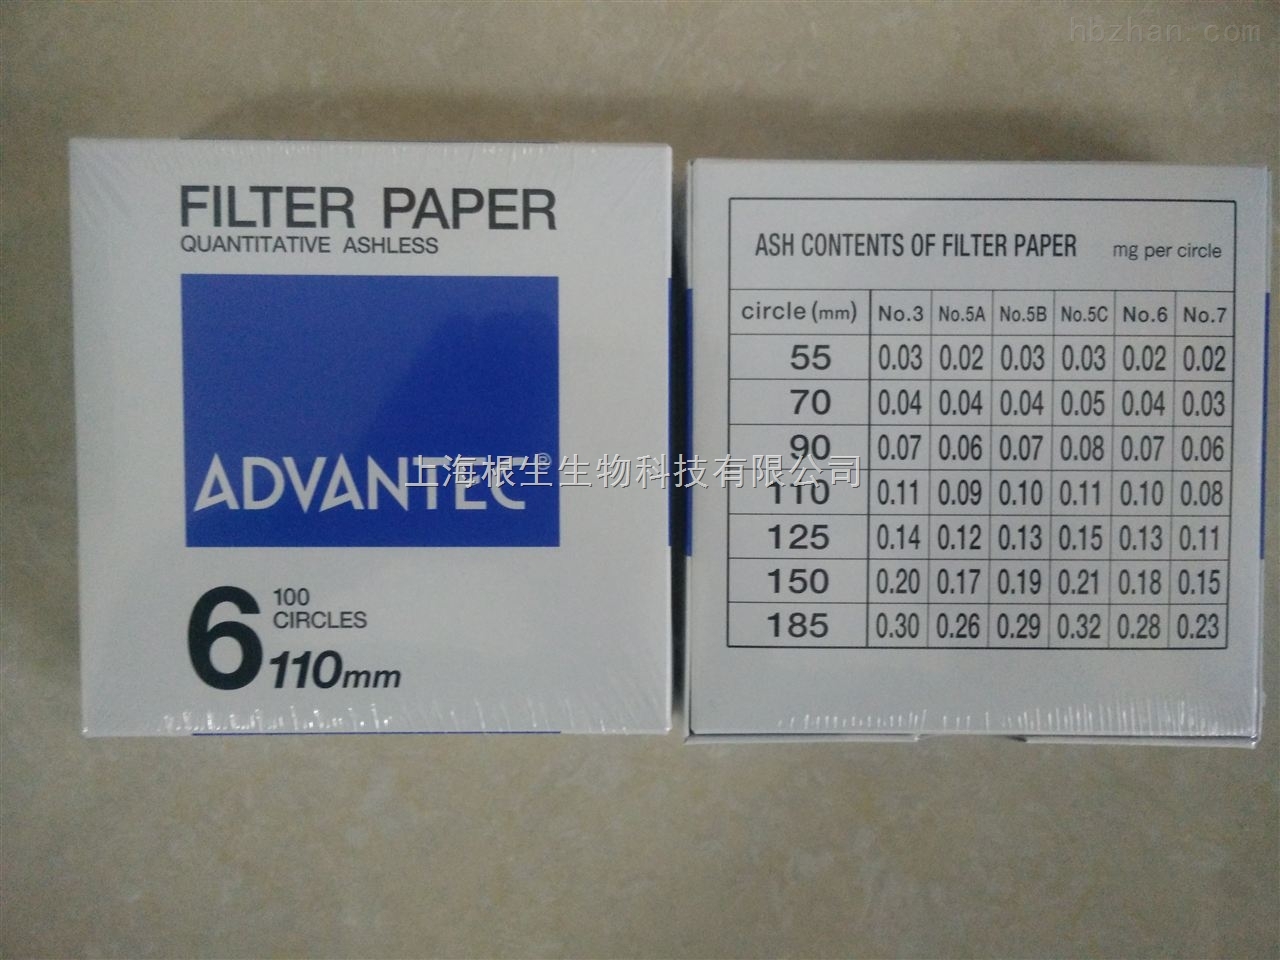 hbzhan.com
FILTER PAPER
QUANTITATIVE ASHLESS
ADVANTEC®
6 100
CIRCLES
110mm
上海根生生物科技有限公司
ASH CONTENTS OF FILTER PAPER mg per circle
circle (mm) No.3 No.5A No.5B No.5C No.6 No.7
55 0.03 0.02 0.03 0.03 0.02 0.02
70 0.04 0.04 0.04 0.05 0.04 0.03
90 0.07 0.06 0.07 0.08 0.07 0.06
110 0.11 0.09 0.10 0.11 0.10 0.08
125 0.14 0.12 0.13 0.15 0.13 0.11
150 0.20 0.17 0.19 0.21 0.18 0.15
185 0.30 0.26 0.29 0.32 0.28 0.23